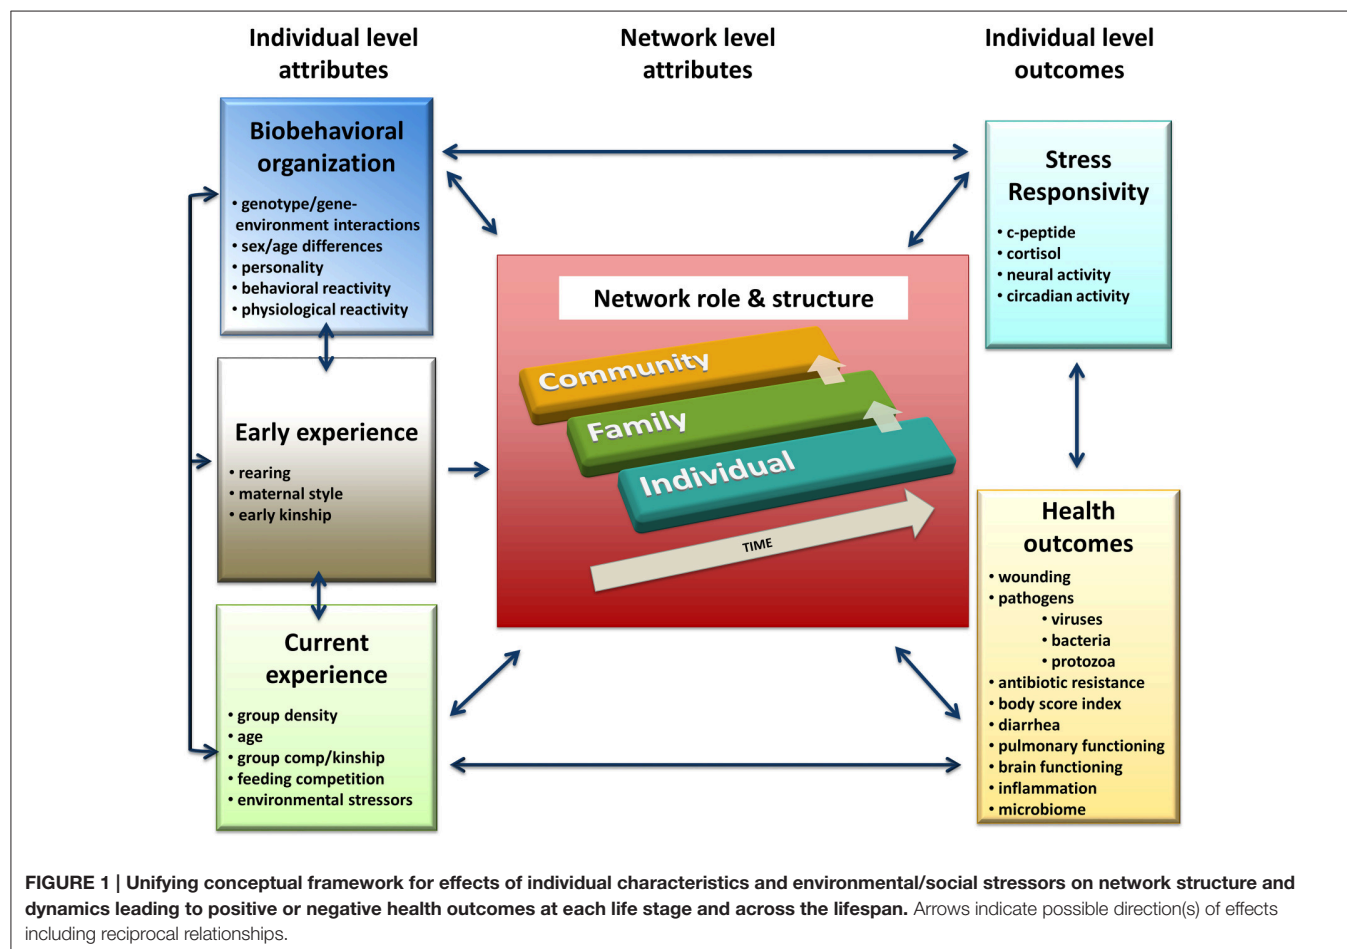 Individual level
attributes
Network level
attributes
Individual level
outcomes
Biobehavioral
organization
• genotype/gene-
environment interactions
• sex/age differences
• personality
• behavioral reactivity
• physiological reactivity
Early experience
• rearing
• maternal style
• early kinship
Current
experience
• group density
• age
• group comp/kinship
• feeding competition
• environmental stressors
Network role & structure
Community
Family
Individual
TIME
Stress
Responsivity
• c-peptide
• cortisol
• neural activity
• circadian activity
Health
outcomes
• wounding
• pathogens
• viruses
• bacteria
• protozoa
• antibiotic resistance
• body score index
• diarrhea
• pulmonary functioning
• brain functioning
• inflammation
• microbiome
FIGURE 1 | Unifying conceptual framework for effects of individual characteristics and environmental/social stressors on network structure and
dynamics leading to positive or negative health outcomes at each life stage and across the lifespan. Arrows indicate possible direction(s) of effects
including reciprocal relationships.